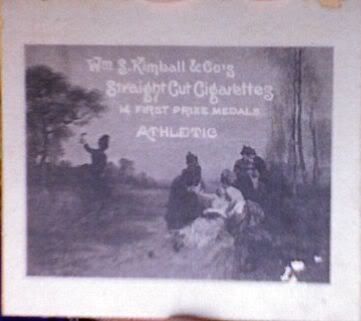 Wm S. Kimball & Co's
Straight Cut Cigarettes
14 FIRST PRIZE MEDALS
ATHLETIC